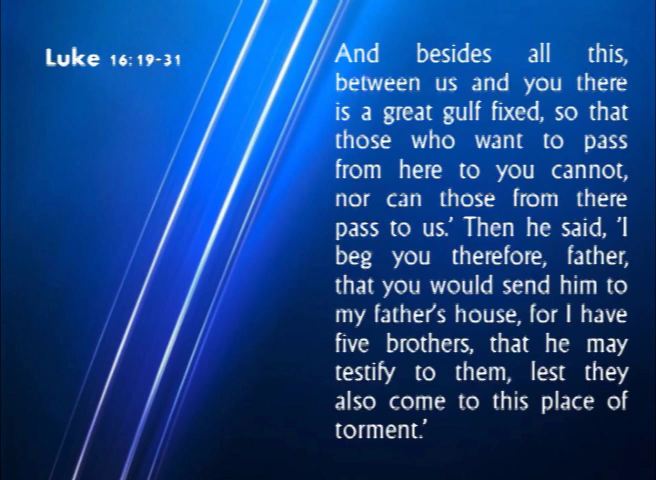 Luke 16:19-31
And besides all this,
between us and you there
is a great gulf fixed, so that
those who want to pass
from here to you cannot,
nor can those from there
pass to us.' Then he said, 'I
beg you therefore, father,
that you would send him to
my father's house, for I have
five brothers, that he may
testify to them, lest they
also come to this place of
torment.'